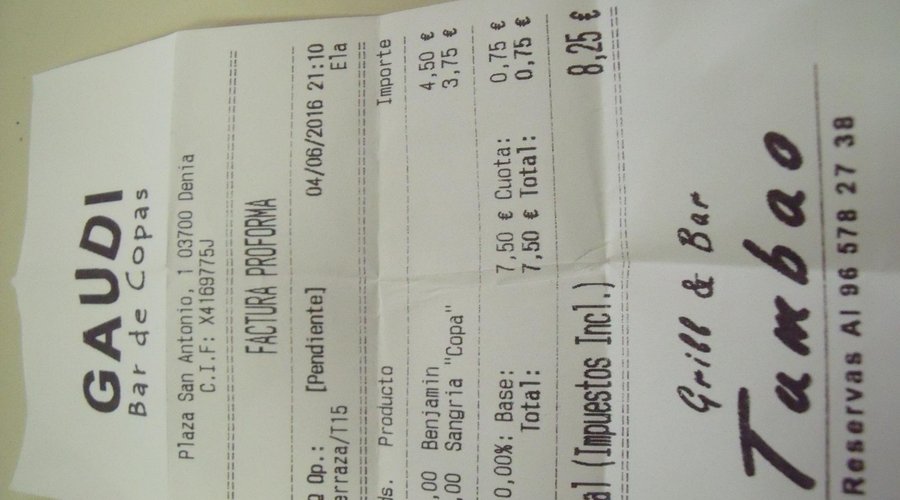 GAUDI
Bar de Copas
Plaza San Antonio, 1 03700 Denia
C.I.F: X4169775J
FACTURA PROFORMA
Op.: [Pendiente] 04/06/2016 21:10
erraza/T15 Ela
ds. Producto Importe
,00 Benjamin 4,50 €
,00 Sangria "Copa" 3,75 €
0,00%: Base: 7,50 € Cuota: 0,75 €
Total: 7,50 € Total: 0,75 €
al (Impuestos Incl.) 8,25 €
Grill & Bar
Tambao
Reservas Al 96 578 27 38